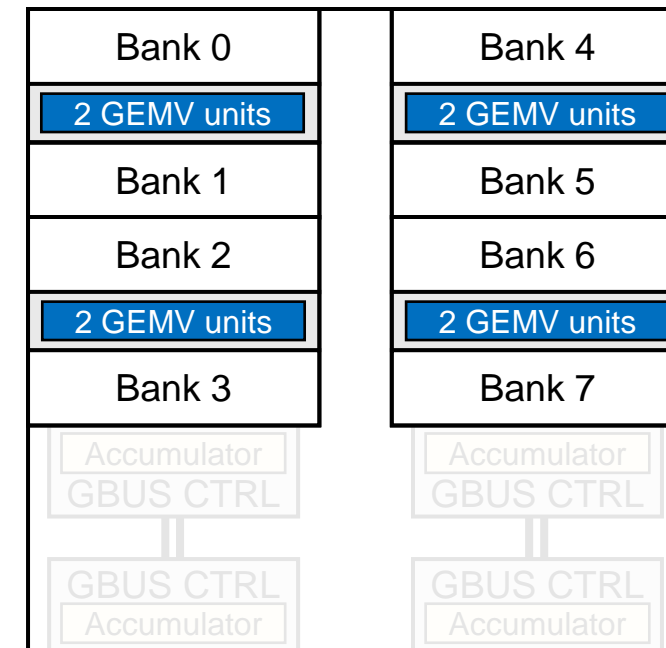 Bank 0
2 GEMV units
Bank 1
Bank 2
2 GEMV units
Bank 3
Accumulator
GBUS CTRL
GBUS CTRL
Accumulator
Bank 4
2 GEMV units
Bank 5
Bank 6
2 GEMV units
Bank 7
Accumulator
GBUS CTRL
GBUS CTRL
Accumulator